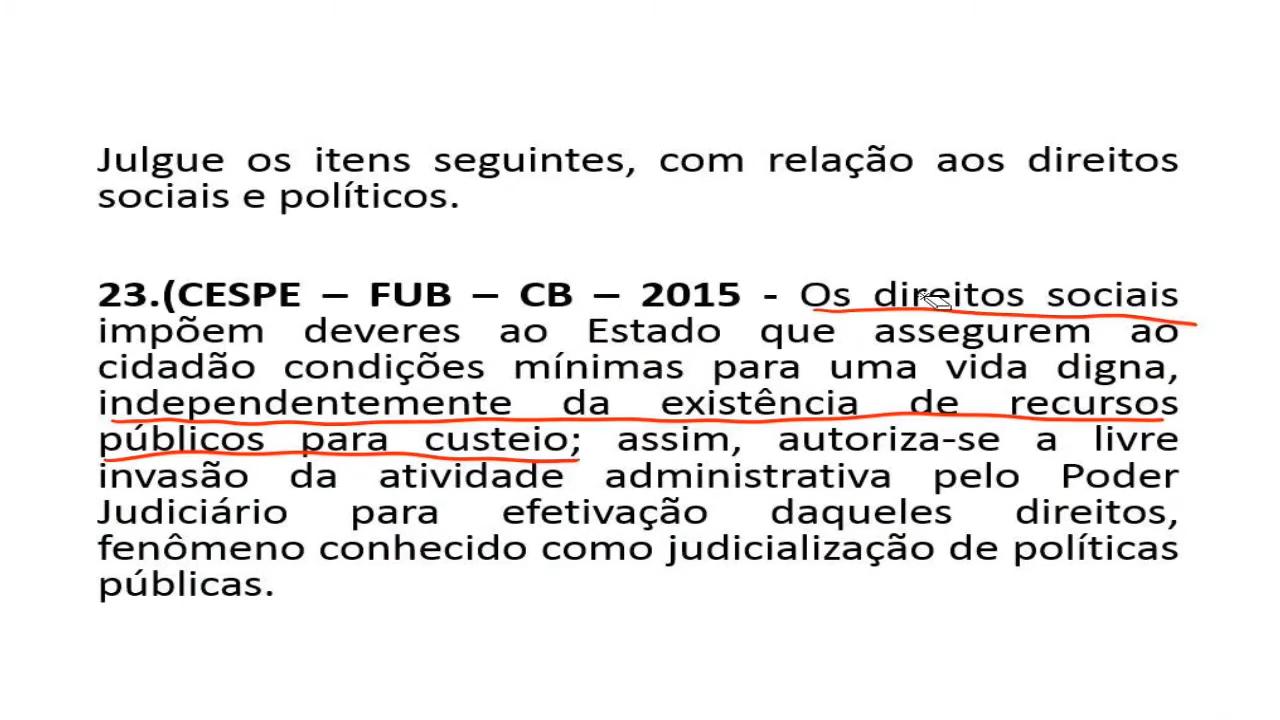 Julgue os itens seguintes, com relação aos direitos
sociais e políticos.
23.(CESPE – FUB – CB – 2015 - Os direitos sociais
impõem deveres ao Estado que assegurem ao
cidadão condições mínimas para uma vida digna,
independentemente da existência de recursos
públicos para custeio; assim, autoriza-se a livre
invasão da atividade administrativa pelo Poder
Judiciário para efetivação daqueles direitos,
fenômeno conhecido como judicialização de políticas
públicas.